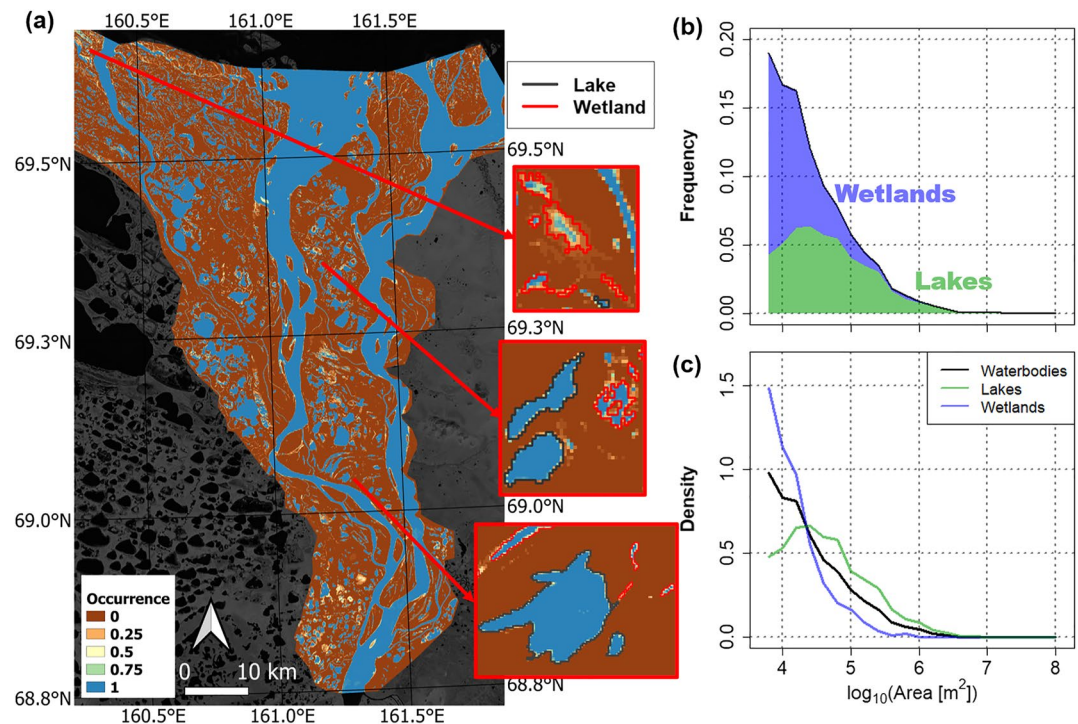 (a)
160.5°E 161.0°E 161.5°E
Lake
Wetland
69.5°N
69.5°N
69.3°N
69.3°N
69.0°N
69.0°N
68.8°N
68.8°N
Occurrence
0
0.25
0.5
0.75
1
0 10 km
160.5°E 161.0°E 161.5°E
(b)
Frequency
0.20
0.15
0.10
0.05
0.00
Wetlands
Lakes
(c)
Density
1.5
1.0
0.5
0.0
Waterbodies
Lakes
Wetlands
4 5 6 7 8
log10(Area [m²])